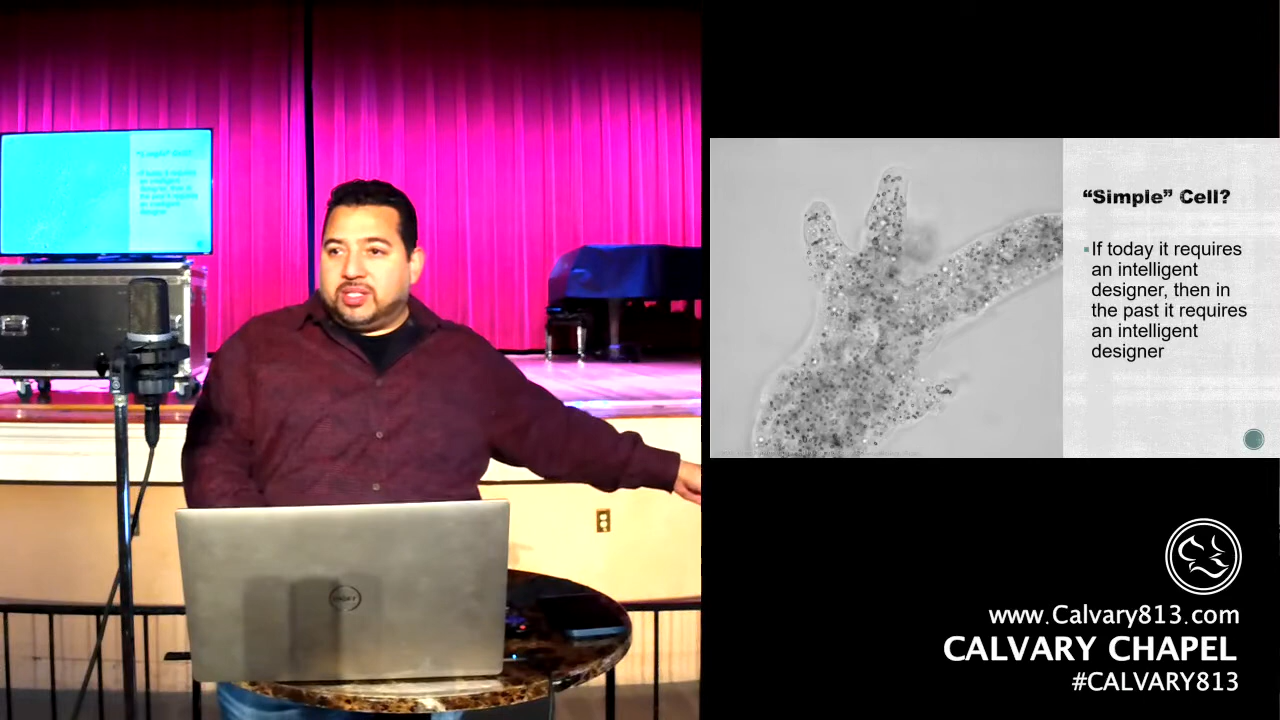 “Simple” Cell?
If today it requires
an intelligent
designer, then in
the past it requires
an intelligent
designer
www.Calvary813.com
CALVARY CHAPEL
#CALVARY813
DELL